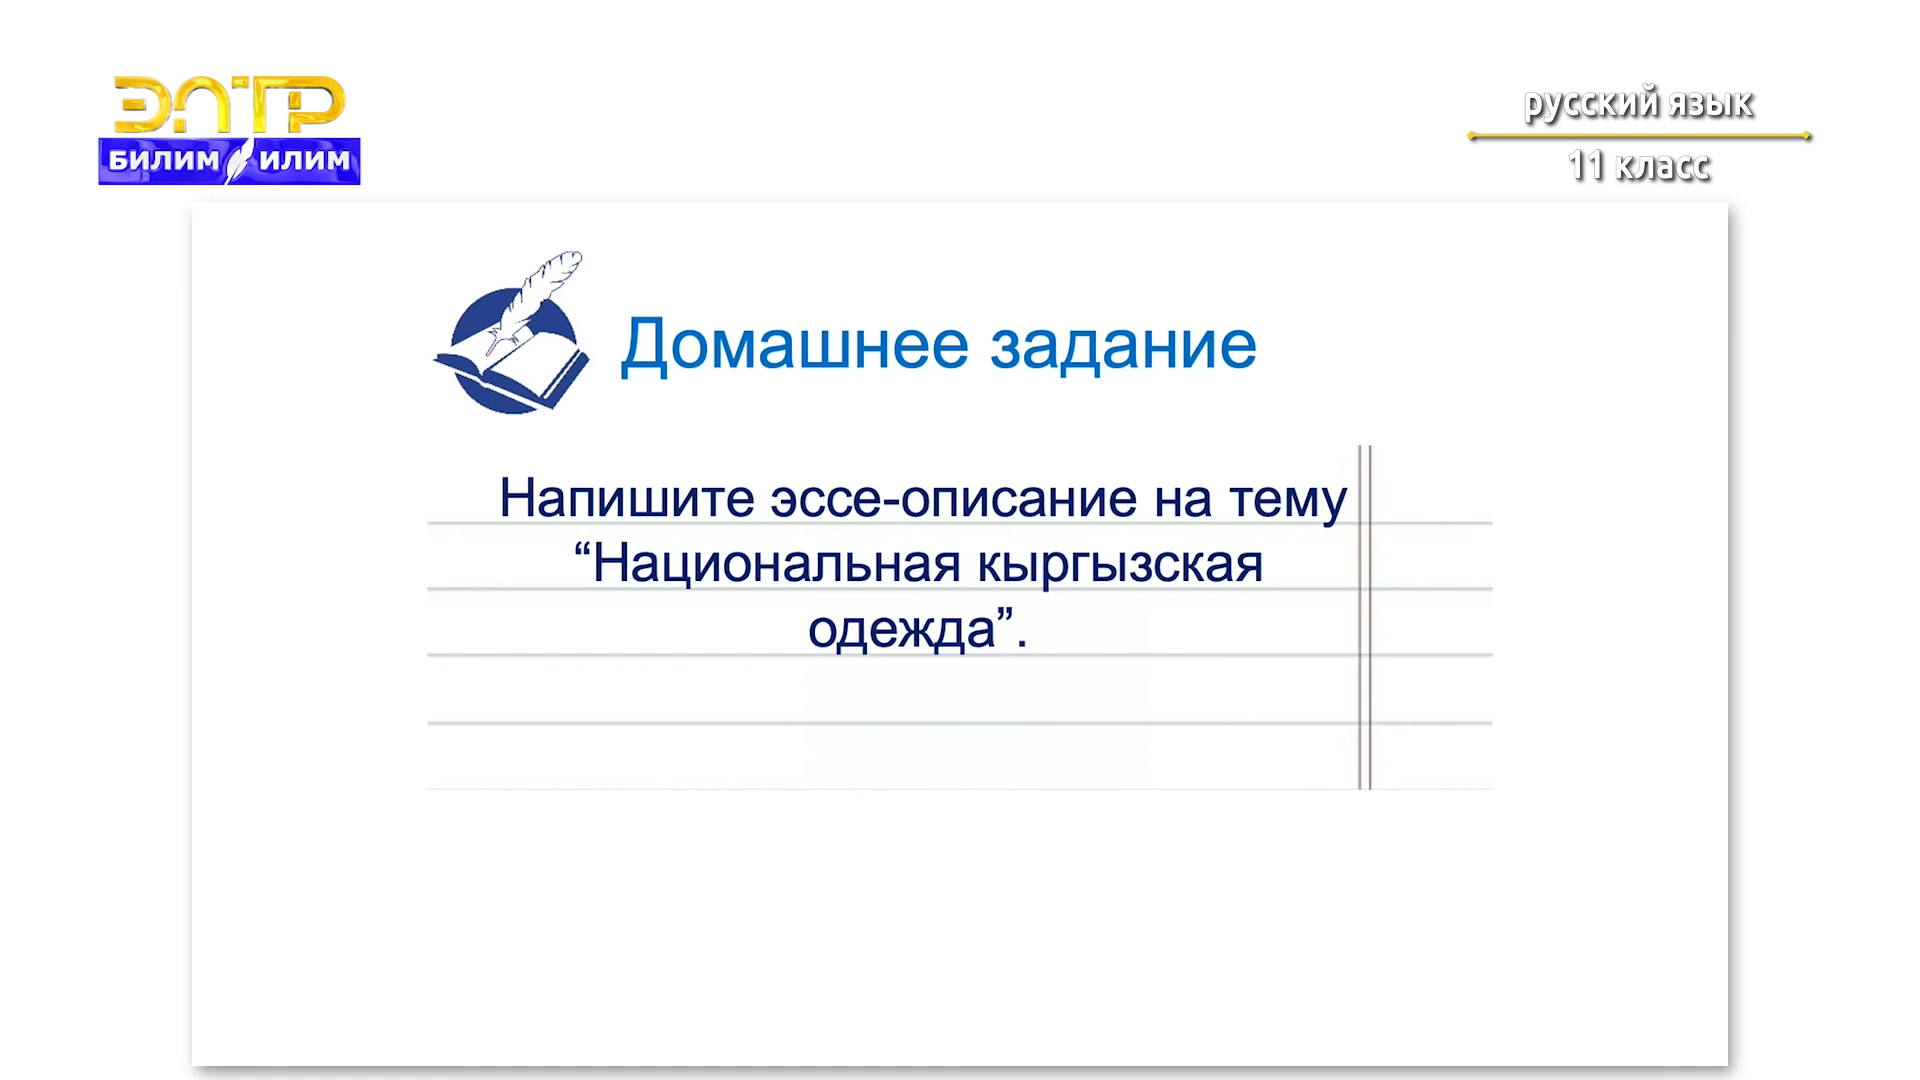 ЭЛТР
БИЛИМ ИЛИМ
русский язык
11 класс
Домашнее задание
Напишите эссе-описание на тему
“Национальная кыргызская
одежда”.